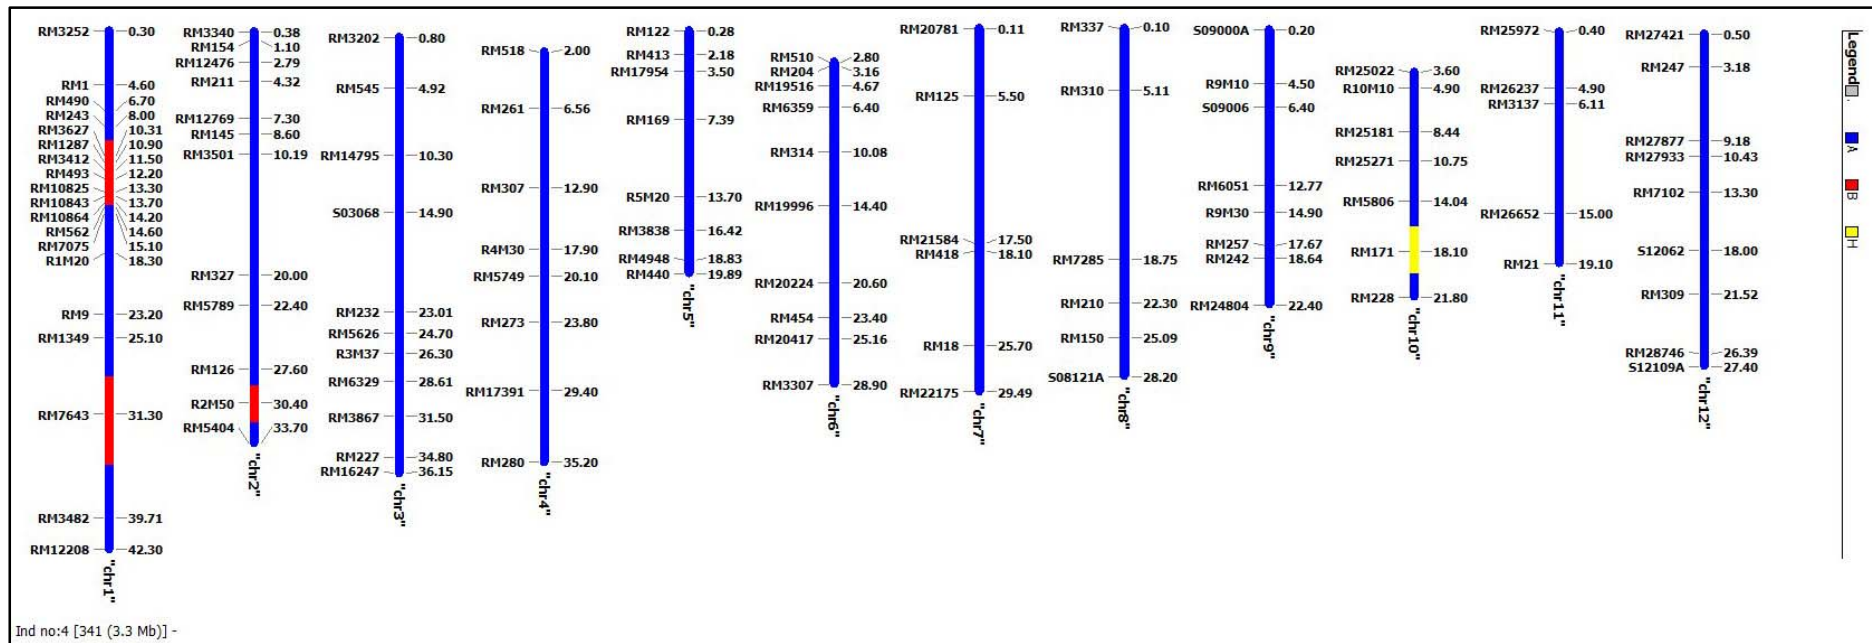 RM3252 0.30
RM1 4.60
RM490 6.70
RM243 8.00
RM3627 10.31
RM1287 10.90
RM3412 11.50
RM493 12.20
RM10825 13.30
RM10843 13.70
RM10864 14.20
RM562 14.60
RM7075 15.10
R1M20 18.30
RM9 23.20
RM1349 25.10
RM7643 31.30
RM3482 39.71
RM12208 42.30
"chr1"
RM3340 0.38
RM154 1.10
RM12476 2.79
RM211 4.32
RM12769 7.30
RM145 8.60
RM3501 10.19
RM327 20.00
RM5789 22.40
RM126 27.60
R2M50 30.40
RM5404 33.70
"chr2"
RM3202 0.80
RM545 4.92
RM14795 10.30
S03068 14.90
RM232 23.01
RM5626 24.70
R3M37 26.30
RM6329 28.61
RM3867 31.50
RM227 34.80
RM16247 36.15
"chr3"
RM518 2.00
RM261 6.56
RM307 12.90
R4M30 17.90
RM5749 20.10
RM273 23.80
RM17391 29.40
RM280 35.20
"chr4"
RM122 0.28
RM413 2.18
RM17954 3.50
RM169 7.39
R5M20 13.70
RM3838 16.42
RM4948 18.83
RM440 19.89
"chr5"
RM510 2.80
RM204 3.16
RM19516 4.67
RM6359 6.40
RM314 10.08
RM19996 14.40
RM20224 20.60
RM454 23.40
RM20417 25.16
RM3307 28.90
"chr6"
RM20781 0.11
RM125 5.50
RM21584 17.50
RM418 18.10
RM18 25.70
RM22175 29.49
"chr7"
RM337 0.10
RM310 5.11
RM7285 18.75
RM210 22.30
RM150 25.09
S08121A 28.20
"chr8"
S09000A 0.20
R9M10 4.50
S09006 6.40
RM6051 12.77
R9M30 14.90
RM257 17.67
RM242 18.64
RM24804 22.40
"chr9"
RM25022 3.60
R10M10 4.90
RM25181 8.44
RM25271 10.75
RM5806 14.04
RM171 18.10
RM228 21.80
"chr10"
RM25972 0.40
RM26237 4.90
RM3137 6.11
RM26652 15.00
RM21 19.10
"chr11"
RM27421 0.50
RM247 3.18
RM27877 9.18
RM27933 10.43
RM7102 13.30
S12062 18.00
RM309 21.52
RM28746 26.39
S12109A 27.40
"chr12"
Legend
.
A
B
H
Ind no:4 [341 (3.3 Mb)] -